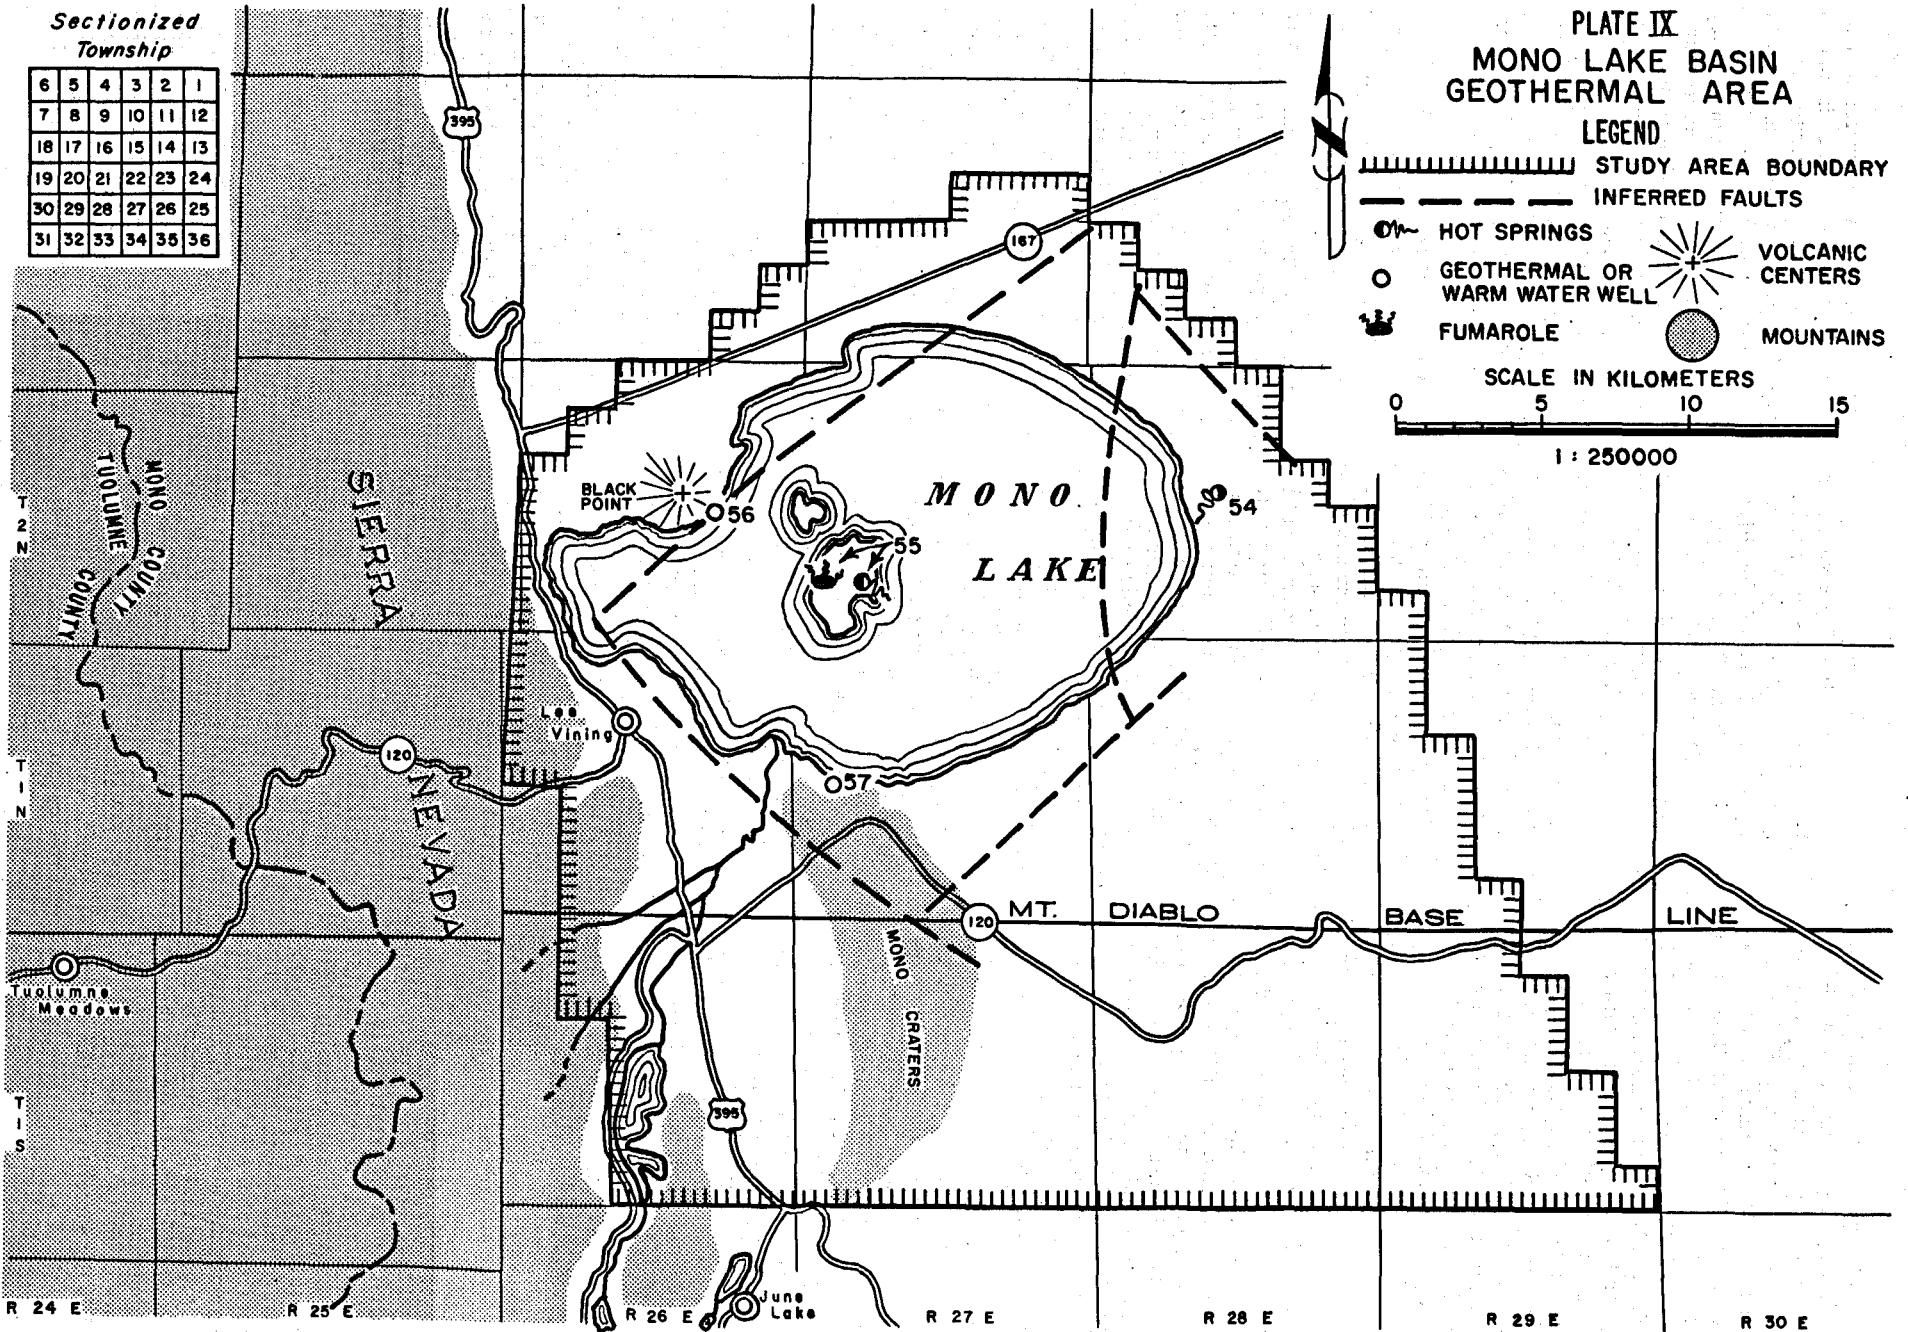 Sectionized
Township
6 5 4 3 2 1
7 8 9 10 11 12
18 17 16 15 14 13
19 20 21 22 23 24
30 29 28 27 26 25
31 32 33 34 35 36
PLATE IX
MONO LAKE BASIN
GEOTHERMAL AREA
LEGEND
STUDY AREA BOUNDARY
INFERRED FAULTS
HOT SPRINGS
GEOTHERMAL OR
WARM WATER WELL
FUMAROLE
VOLCANIC
CENTERS
MOUNTAINS
SCALE IN KILOMETERS
0 5 10 15
1 : 250000
395
167
MONO COUNTY
TUOLUMNE COUNTY
SIERRA
NEVADA
T
2
N
BLACK
POINT
56
MONO
LAKE
55
54
Lee
Vining
57
120
T
1
N
MT. DIABLO BASE LINE
120
Tuolumne
Meadows
MONO
CRATERS
T
1
S
395
June
Lake
R 24 E
R 25 E
R 26 E
R 27 E
R 28 E
R 29 E
R 30 E